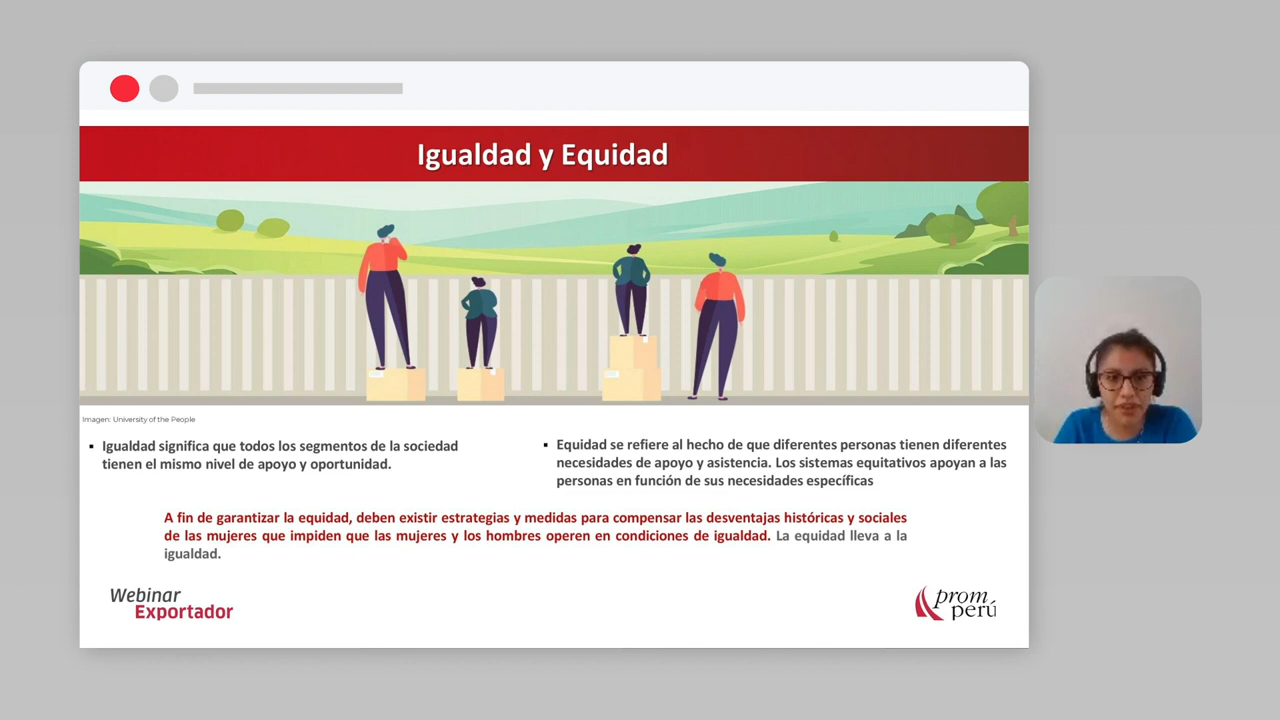 Igualdad y Equidad
Imagen: University of the People
▪ Igualdad significa que todos los segmentos de la sociedad
tienen el mismo nivel de apoyo y oportunidad.
▪ Equidad se refiere al hecho de que diferentes personas tienen diferentes
necesidades de apoyo y asistencia. Los sistemas equitativos apoyan a las
personas en función de sus necesidades específicas
A fin de garantizar la equidad, deben existir estrategias y medidas para compensar las desventajas históricas y sociales
de las mujeres que impiden que las mujeres y los hombres operen en condiciones de igualdad. La equidad lleva a la
igualdad.
Webinar
Exportador
prom
perú